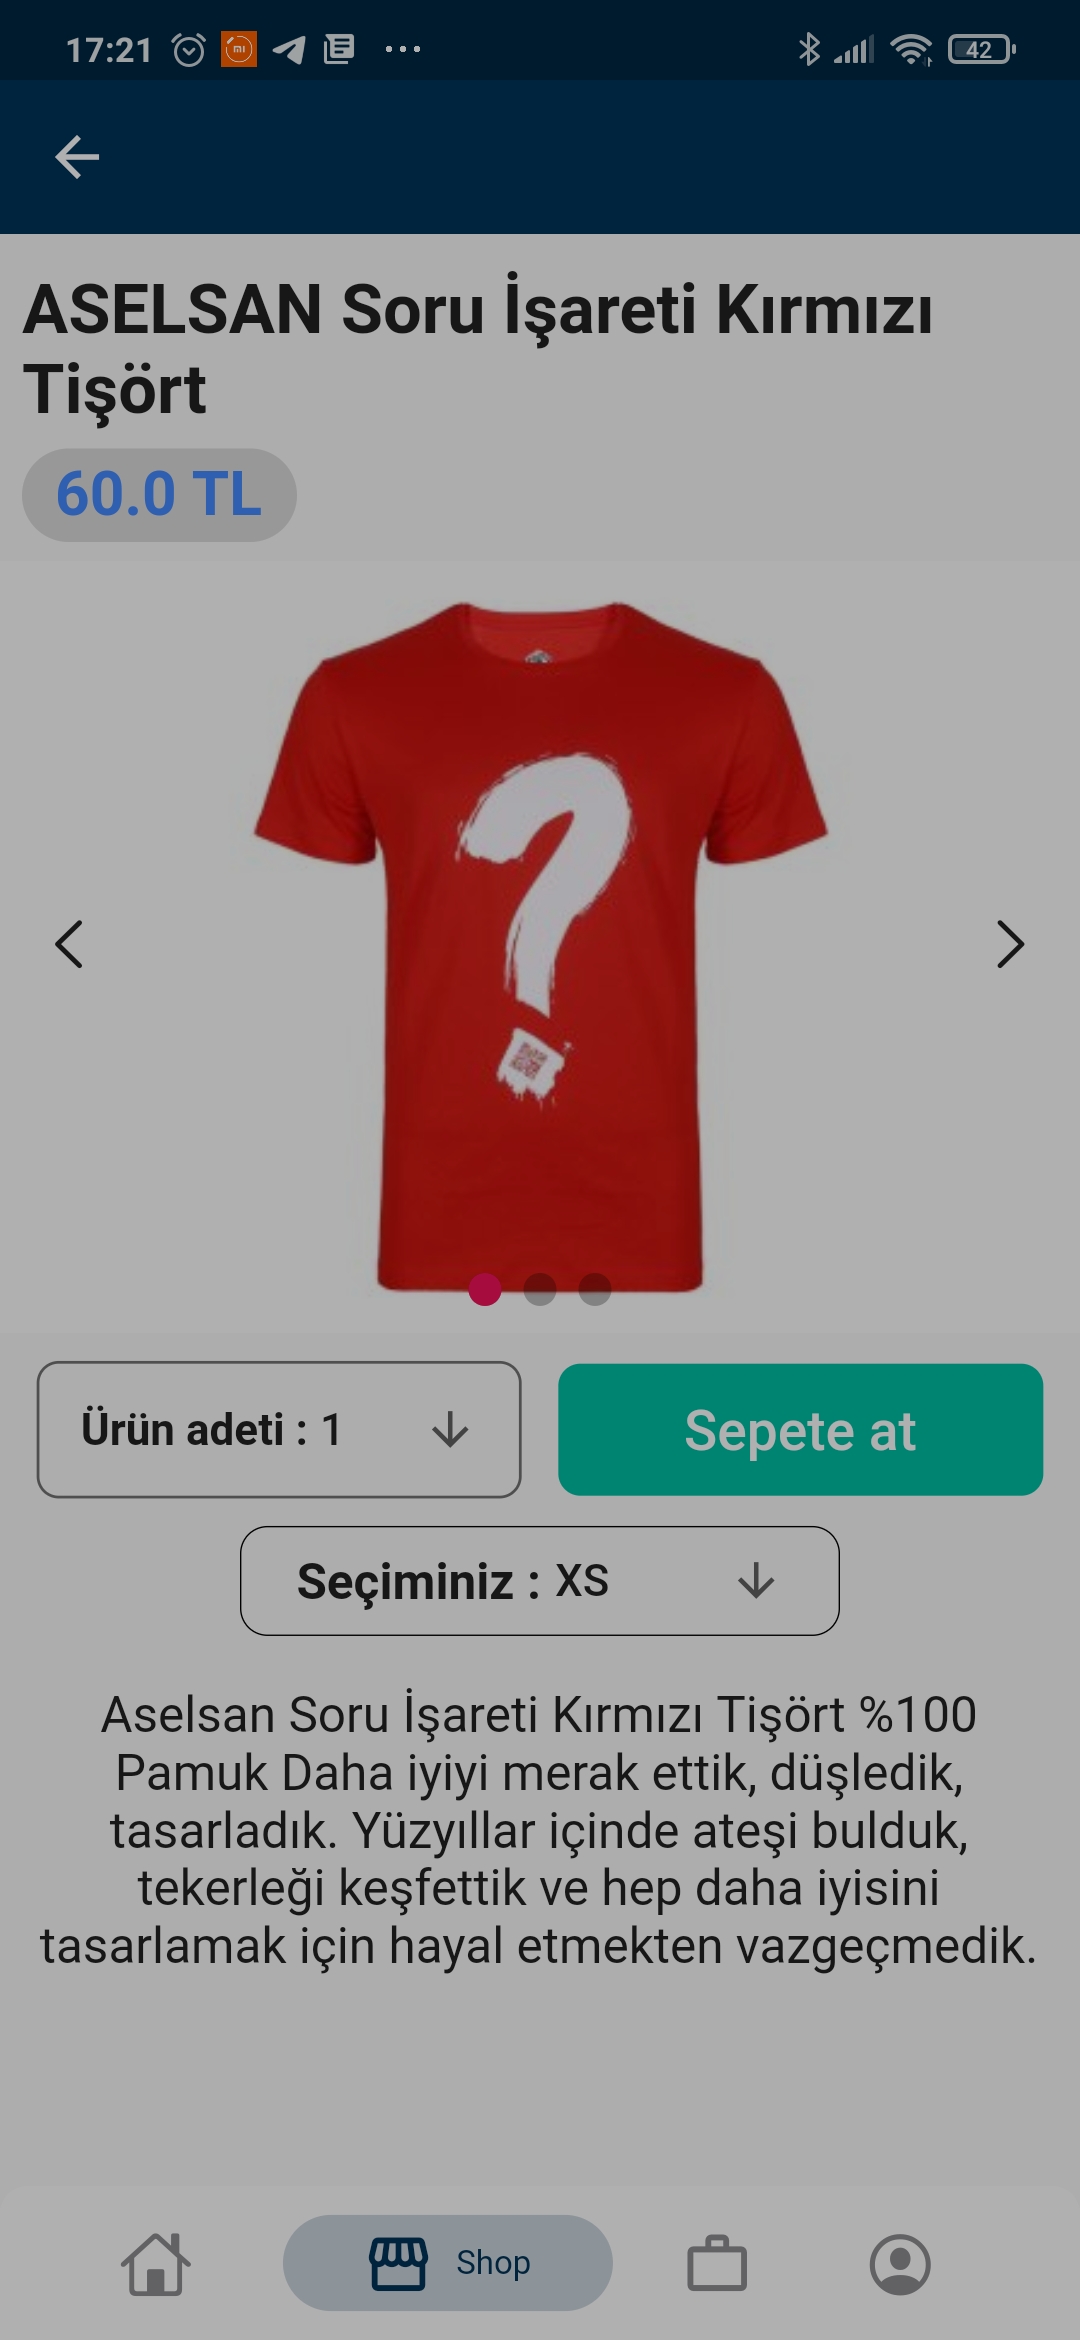 17:21
42
ASELSAN Soru İşareti Kırmızı
Tişört
60.0 TL
Ürün adeti : 1
Sepete at
Seçiminiz : XS
Aselsan Soru İşareti Kırmızı Tişört %100
Pamuk Daha iyiyi merak ettik, düşledik,
tasarladık. Yüzyıllar içinde ateşi bulduk,
tekerleği keşfettik ve hep daha iyisini
tasarlamak için hayal etmekten vazgeçmedik.
Shop